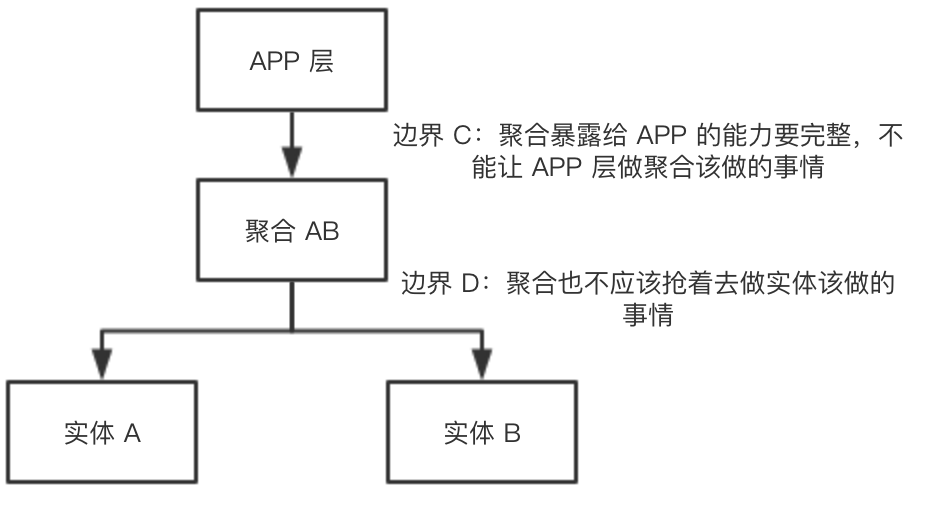 APP 层
边界 C：聚合暴露给 APP 的能力要完整，不
能让 APP 层做聚合该做的事情
聚合 AB
边界 D：聚合也不应该抢着去做实体该做的
事情
实体 A
实体 B